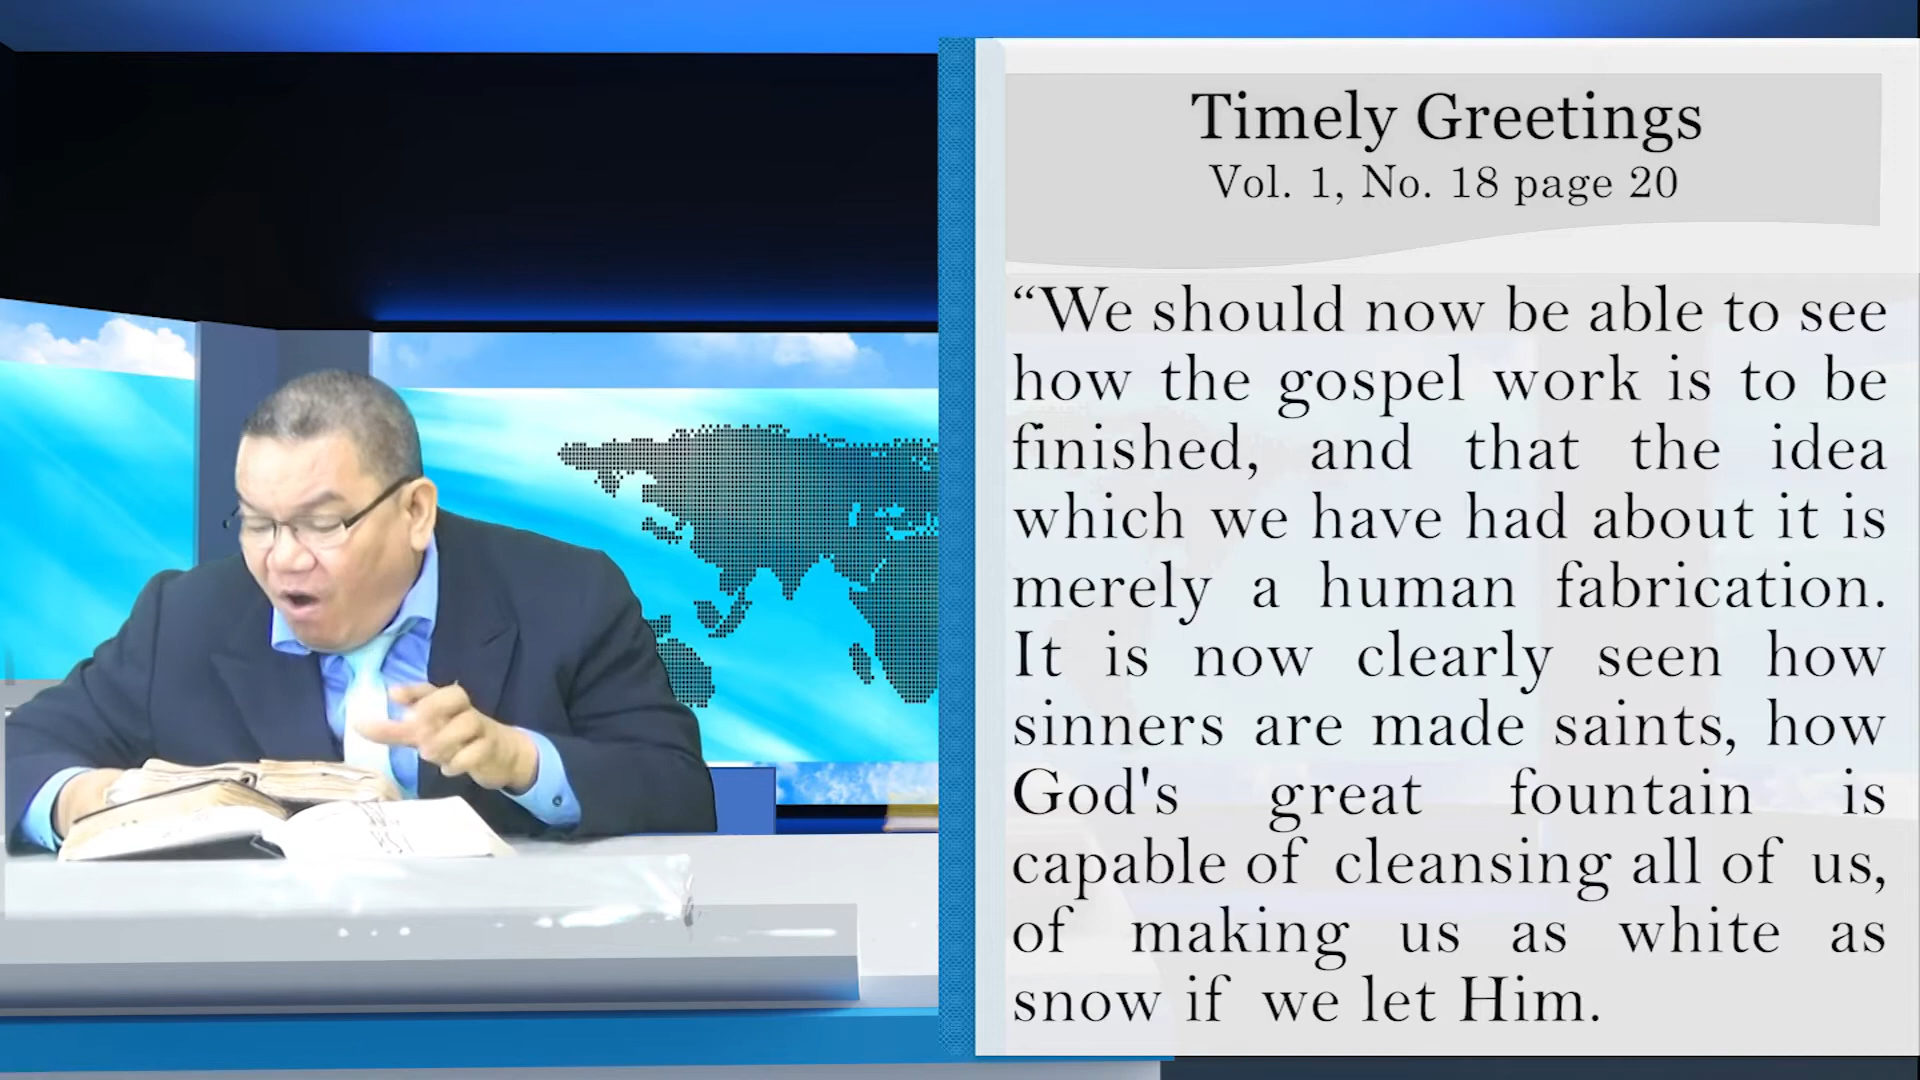 Timely Greetings
Vol. 1, No. 18 page 20
“We should now be able to see
how the gospel work is to be
finished, and that the idea
which we have had about it is
merely a human fabrication.
It is now clearly seen how
sinners are made saints, how
God's great fountain is
capable of cleansing all of us,
of making us as white as
snow if we let Him.